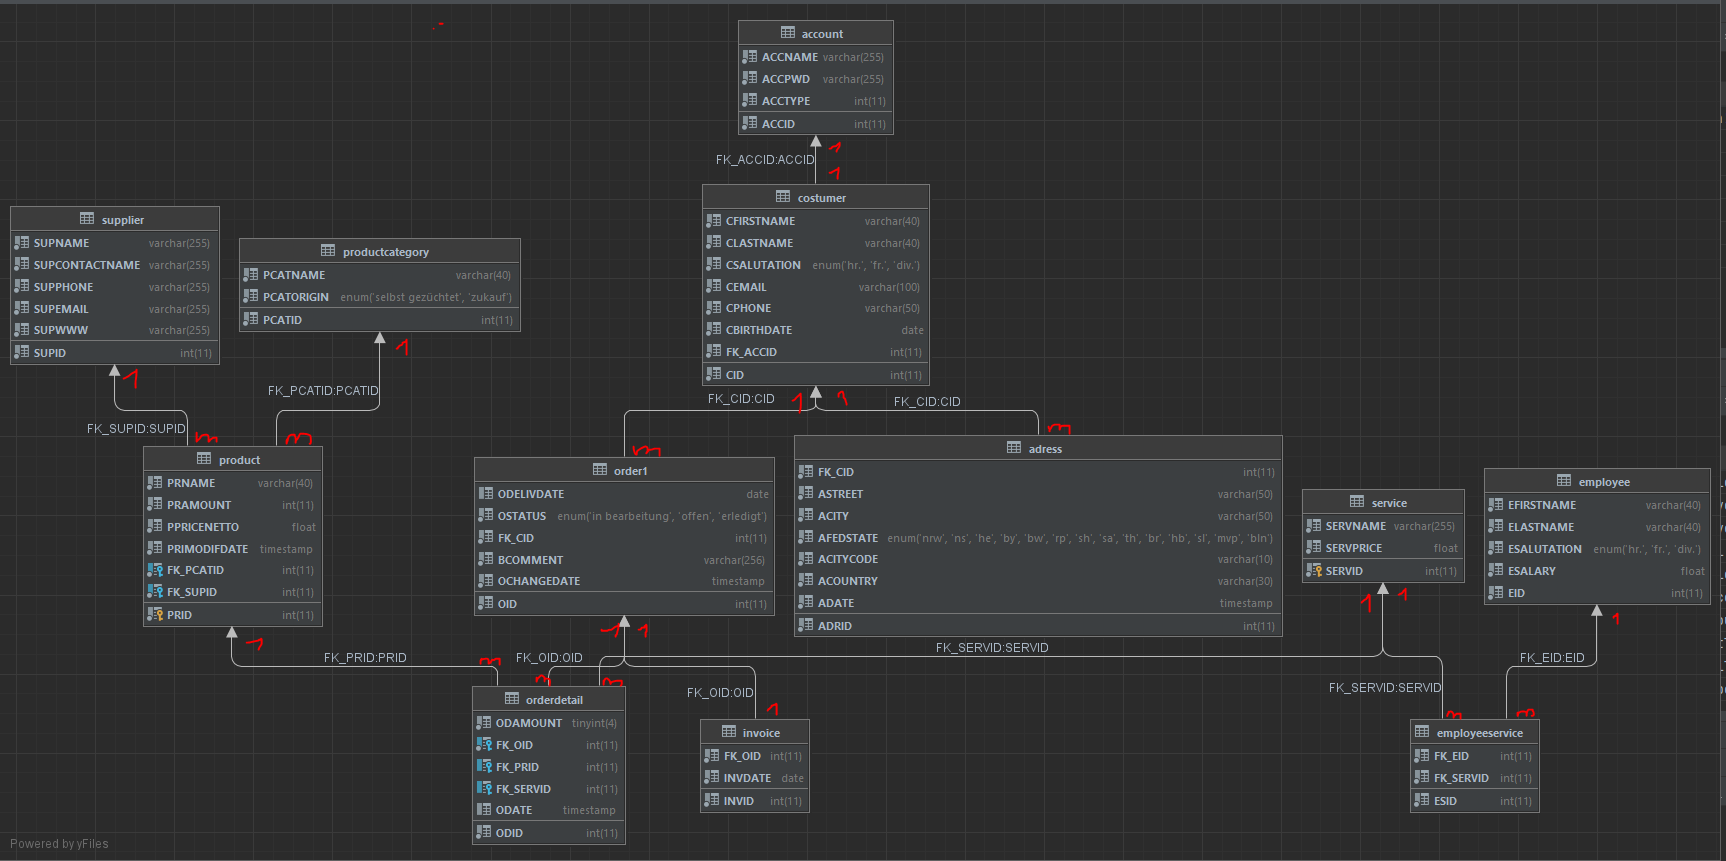 account
ACCNAME varchar(255)
ACCPWD varchar(255)
ACCTYPE int(11)
ACCID int(11)
FK_ACCID:ACCID
1
1
costumer
CFIRSTNAME varchar(40)
CLASTNAME varchar(40)
CSALUTATION enum('hr.', 'fr.', 'div.')
CEMAIL varchar(100)
CPHONE varchar(50)
CBIRTHDATE date
FK_ACCID int(11)
CID int(11)
supplier
SUPNAME varchar(255)
SUPCONTACTNAME varchar(255)
SUPPHONE varchar(255)
SUPEMAIL varchar(255)
SUPWWW varchar(255)
SUPID int(11)
productcategory
PCATNAME varchar(40)
PCATORIGIN enum('selbst gezüchtet', 'zukauf')
PCATID int(11)
1
1
FK_PCATID:PCATID
FK_SUPID:SUPID
m
m
FK_CID:CID
1
1
FK_CID:CID
m
m
product
PRNAME varchar(40)
PRAMOUNT int(11)
PPRICENETTO float
PRIMODIFDATE timestamp
FK_PCATID int(11)
FK_SUPID int(11)
PRID int(11)
order1
ODELIVDATE date
OSTATUS enum('in bearbeitung', 'offen', 'erledigt')
FK_CID int(11)
BCOMMENT varchar(256)
OCHANGEDATE timestamp
OID int(11)
adress
FK_CID int(11)
ASTREET varchar(50)
ACITY varchar(50)
AFEDSTATE enum('nrw', 'ns', 'he', 'by', 'bw', 'rp', 'sh', 'sa', 'th', 'br', 'hb', 'sl', 'mvp', 'bln')
ACITYCODE varchar(10)
ACOUNTRY varchar(30)
ADATE timestamp
ADRID int(11)
service
SERVNAME varchar(255)
SERVPRICE float
SERVID int(11)
employee
EFIRSTNAME varchar(40)
ELASTNAME varchar(40)
ESALUTATION enum('hr.', 'fr.', 'div.')
ESALARY float
EID int(11)
1
1
1
1
1
1
FK_PRID:PRID
m
FK_OID:OID
m
m
FK_SERVID:SERVID
FK_OID:OID
1
FK_SERVID:SERVID
FK_EID:EID
m
m
orderdetail
ODAMOUNT tinyint(4)
FK_OID int(11)
FK_PRID int(11)
FK_SERVID int(11)
ODATE timestamp
ODID int(11)
invoice
FK_OID int(11)
INVDATE date
INVID int(11)
employeeservice
FK_EID int(11)
FK_SERVID int(11)
ESID int(11)
Powered by yFiles